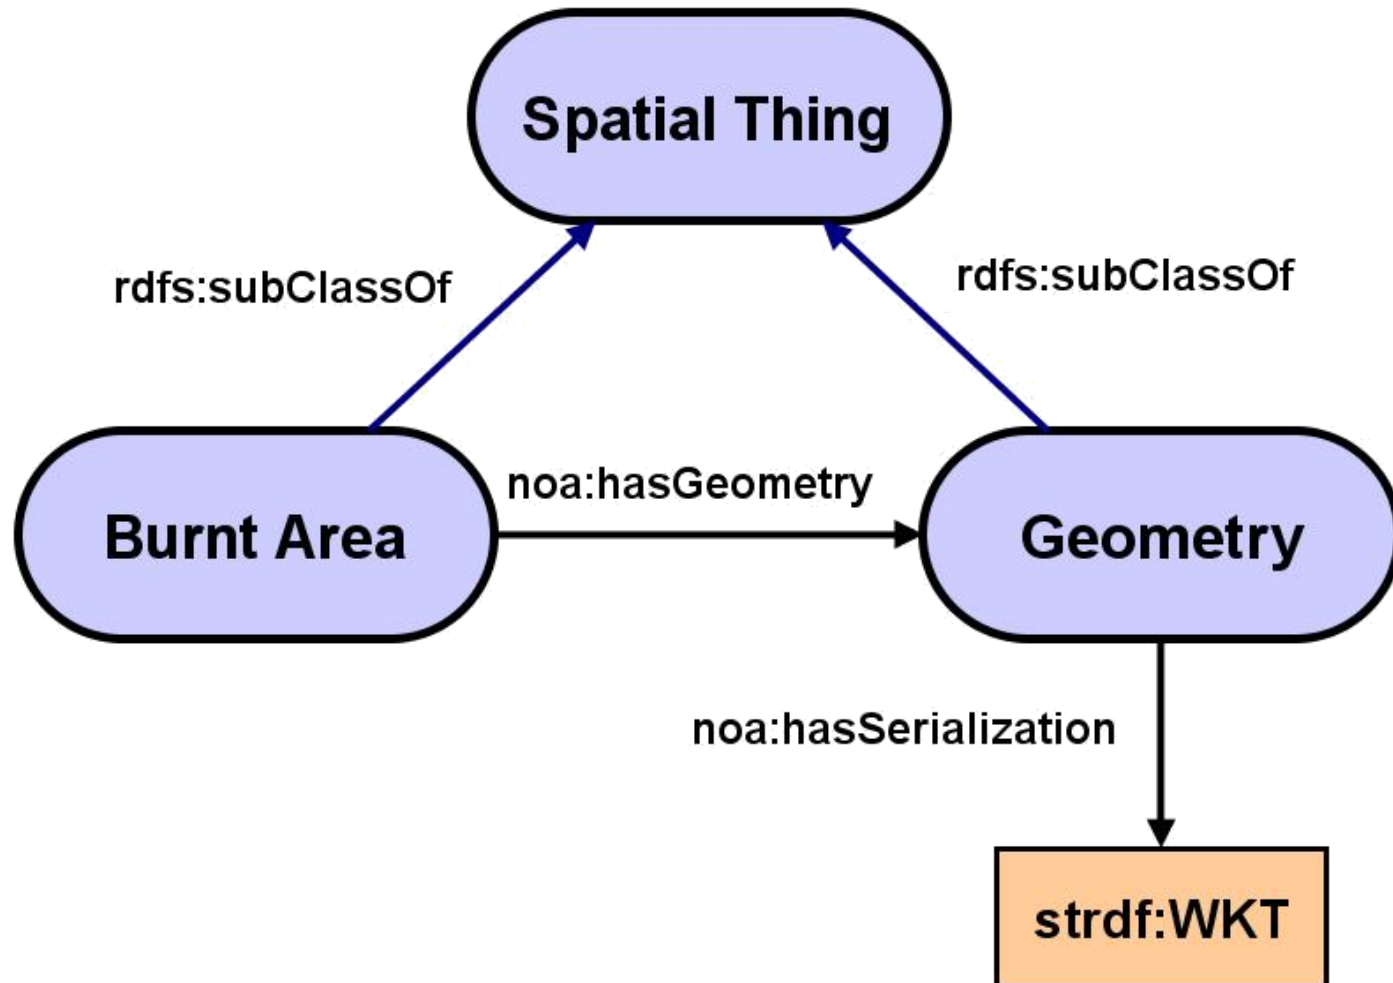 Spatial Thing
rdfs:subClassOf
rdfs:subClassOf
noa:hasGeometry
Burnt Area
Geometry
noa:hasSerialization
strdf:WKT